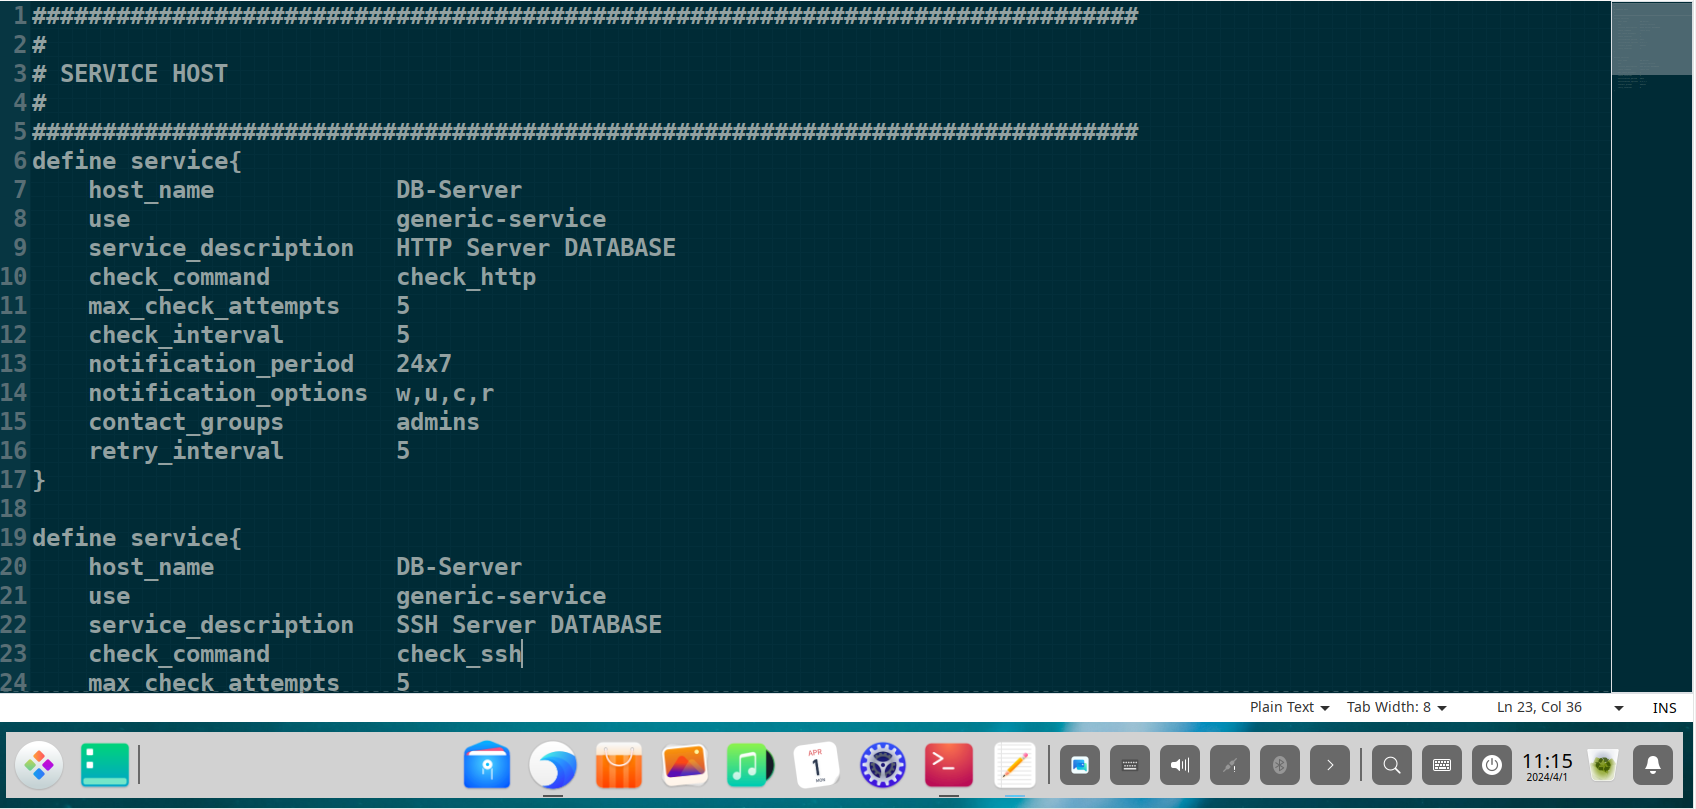 1 ###############################################################################
2 #
3 # SERVICE HOST
4 #
5 ###############################################################################
6 define service{
7     host_name             DB-Server
8     use                   generic-service
9     service_description   HTTP Server DATABASE
10    check_command         check_http
11    max_check_attempts    5
12    check_interval        5
13    notification_period   24x7
14    notification_options  w,u,c,r
15    contact_groups        admins
16    retry_interval        5
17 }
18
19 define service{
20    host_name             DB-Server
21    use                   generic-service
22    service_description   SSH Server DATABASE
23    check_command         check_ssh
24    max_check_attempts    5
Plain Text Tab Width: 8 Ln 23, Col 36 INS
APR
1
MON
11:15
2024/4/1